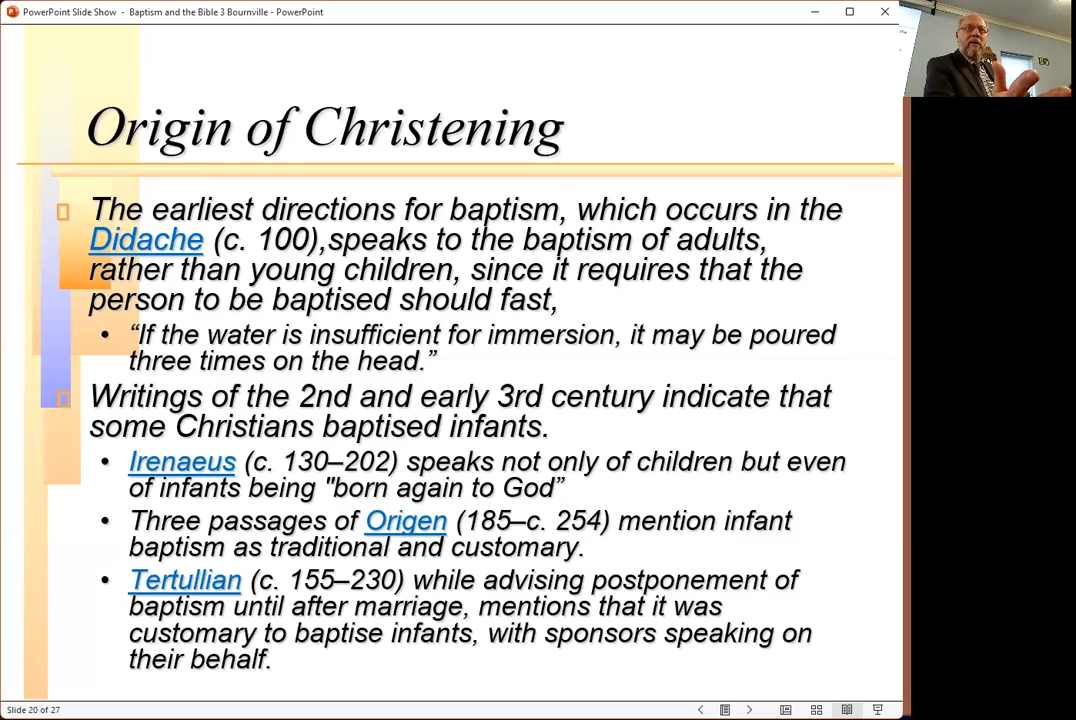 PowerPoint Slide Show - Baptism and the Bible 3 Bournville - PowerPoint
Origin of Christening
The earliest directions for baptism, which occurs in the
Didache (c. 100),speaks to the baptism of adults,
rather than young children, since it requires that the
person to be baptised should fast,
• “If the water is insufficient for immersion, it may be poured
three times on the head.”
Writings of the 2nd and early 3rd century indicate that
some Christians baptised infants.
• Irenaeus (c. 130–202) speaks not only of children but even
of infants being "born again to God”
• Three passages of Origen (185–c. 254) mention infant
baptism as traditional and customary.
• Tertullian (c. 155–230) while advising postponement of
baptism until after marriage, mentions that it was
customary to baptise infants, with sponsors speaking on
their behalf.
Slide 20 of 27